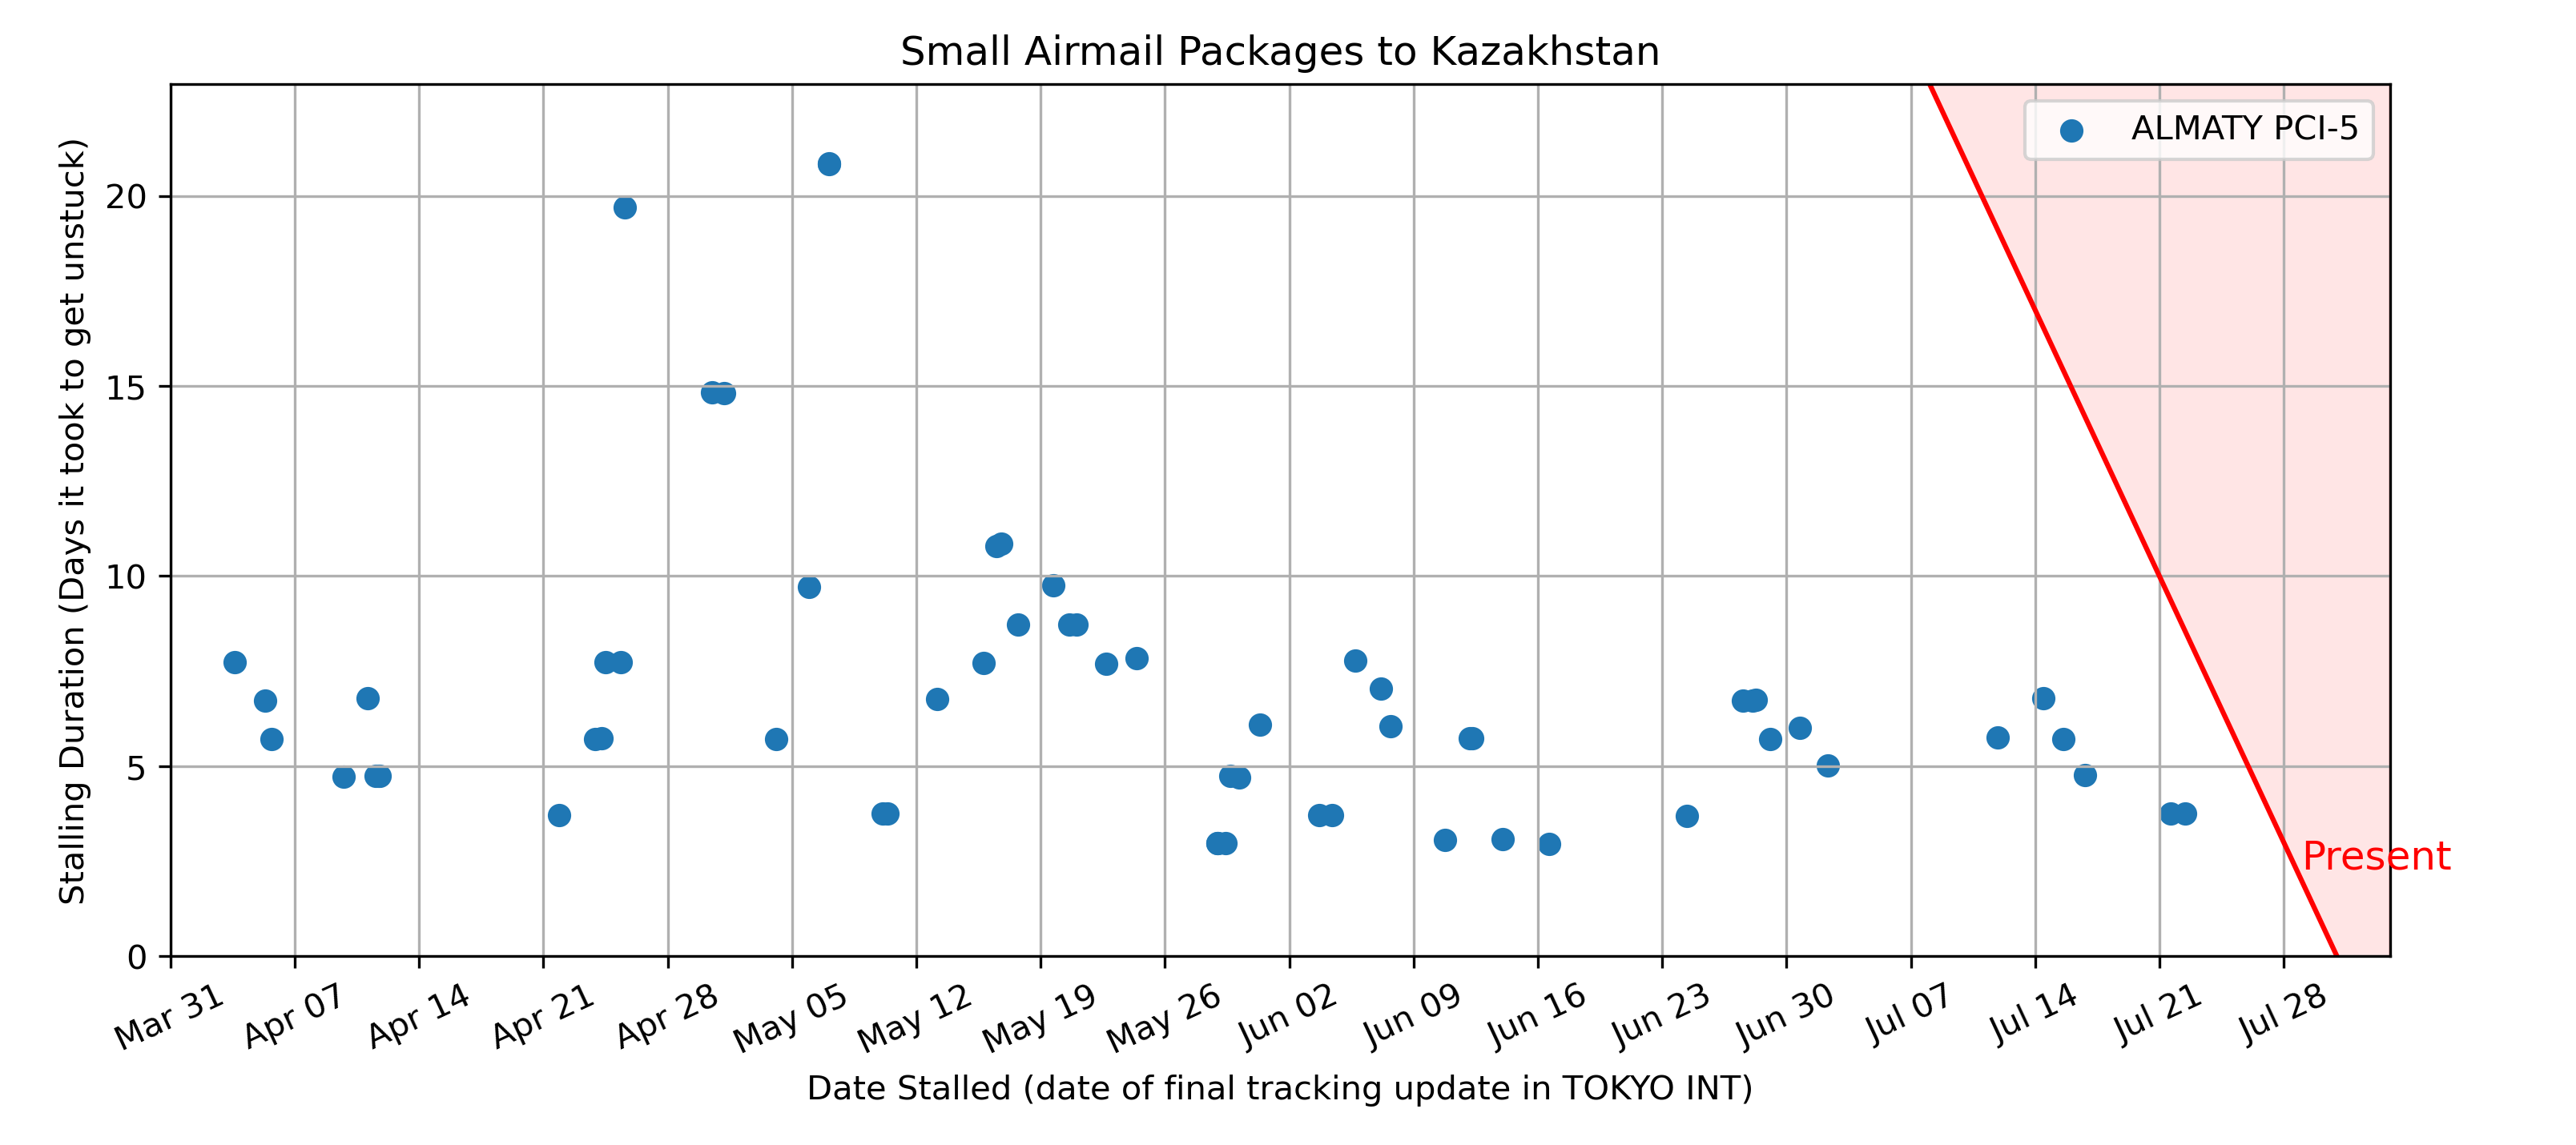 Small Airmail Packages to Kazakhstan
ALMATY PCI-5
Stalling Duration (Days it took to get unstuck)
20
15
10
5
0
Present
Mar 31
Apr 07
Apr 14
Apr 21
Apr 28
May 05
May 12
May 19
May 26
Jun 02
Jun 09
Jun 16
Jun 23
Jun 30
Jul 07
Jul 14
Jul 21
Jul 28
Date Stalled (date of final tracking update in TOKYO INT)